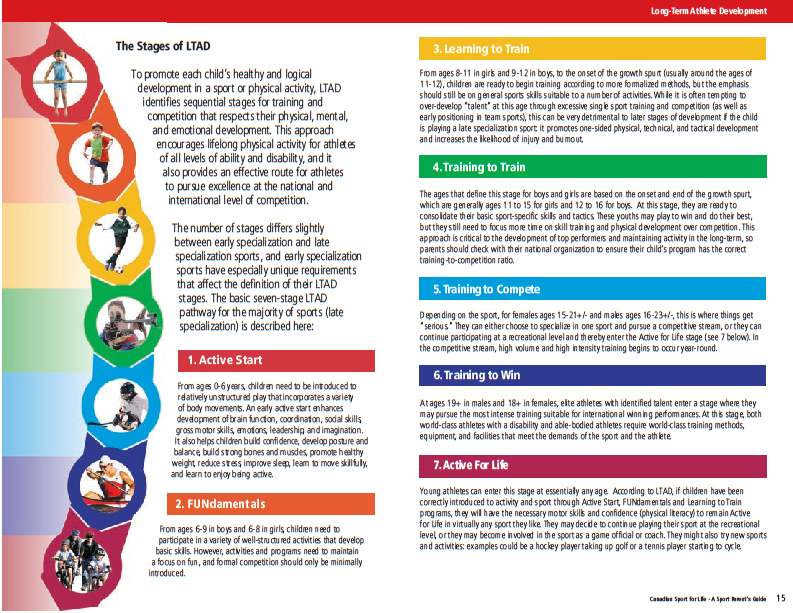 Long-Term Athlete Development
The Stages of LTAD
To promote each child's healthy and logical
development in a sport or physical activity, LTAD
identifies sequential stages for training and
competition that respects their physical, mental,
and emotional development. This approach
encourages lifelong physical activity for athletes
of all levels of ability and disability, and it
also provides an effective route for athletes
to pursue excellence at the national and
international level of competition.
The number of stages differs slightly
between early specialization and late
specialization sports, and early specialization
sports have especially unique requirements
that affect the definition of their LTAD
stages. The basic seven-stage LTAD
pathway for the majority of sports (late
specialization) is described here:
1. Active Start
From ages 0-6 years, children need to be introduced to
relatively unstructured play that incorporates a variety
of body movements. An early active start enhances
development of brain function, coordination, social skills,
gross motor skills, emotions, leadership, and imagination.
It also helps children build confidence, develop posture and
balance, build strong bones and muscles, promote healthy
weight, reduce stress, improve sleep, learn to move skillfully,
and learn to enjoy being active.
2. FUNdamentals
From ages 6-9 in boys and 6-8 in girls, children need to
participate in a variety of well-structured activities that develop
basic skills. However, activities and programs need to maintain
a focus on fun, and formal competition should only be minimally
introduced.
3. Learning to Train
From ages 8-11 in girls and 9-12 in boys, to the onset of the growth spurt (usually around the ages of
11-12), children are ready to begin training according to more formalized methods, but the emphasis
should still be on general sports skills suitable to a number of activities. While it is often tempting to
over-develop "talent" at this age through excessive single sport training and competition (as well as
early positioning in team sports), this can be very detrimental to later stages of development if the child
is playing a late specialization sport: it promotes one-sided physical, technical, and tactical development
and increases the likelihood of injury and burnout.
4. Training to Train
The ages that define this stage for boys and girls are based on the onset and end of the growth spurt,
which are generally ages 11 to 15 for girls and 12 to 16 for boys. At this stage, they are ready to
consolidate their basic sport-specific skills and tactics. These youths may play to win and do their best,
but they still need to focus more time on skill training and physical development over competition. This
approach is critical to the development of top performers and maintaining activity in the long-term, so
parents should check with their national organization to ensure their child's program has the correct
training-to-competition ratio.
5. Training to Compete
Depending on the sport, for females ages 15-21+/- and males ages 16-23+/-, this is where things get
"serious." They can either choose to specialize in one sport and pursue a competitive stream, or they can
continue participating at a recreational level and thereby enter the Active for Life stage (see 7 below). In
the competitive stream, high volume and high intensity training begins to occur year-round.
6. Training to Win
At ages 19+ in males and 18+ in females, elite athletes with identified talent enter a stage where they
may pursue the most intense training suitable for international winning performances. At this stage, both
world-class athletes with a disability and able-bodied athletes require world-class training methods,
equipment, and facilities that meet the demands of the sport and the athlete.
7. Active For Life
Young athletes can enter this stage at essentially any age. According to LTAD, if children have been
correctly introduced to activity and sport through Active Start, FUNdamentals and Learning to Train
programs, they will have the necessary motor skills and confidence (physical literacy) to remain Active
for Life in virtually any sport they like. They may decide to continue playing their sport at the recreational
level, or they may become involved in the sport as a game official or coach. They might also try new sports
and activities: examples could be a hockey player taking up golf or a tennis player starting to cycle.
Canadian Sport for Life - A Sport Parent's Guide 15